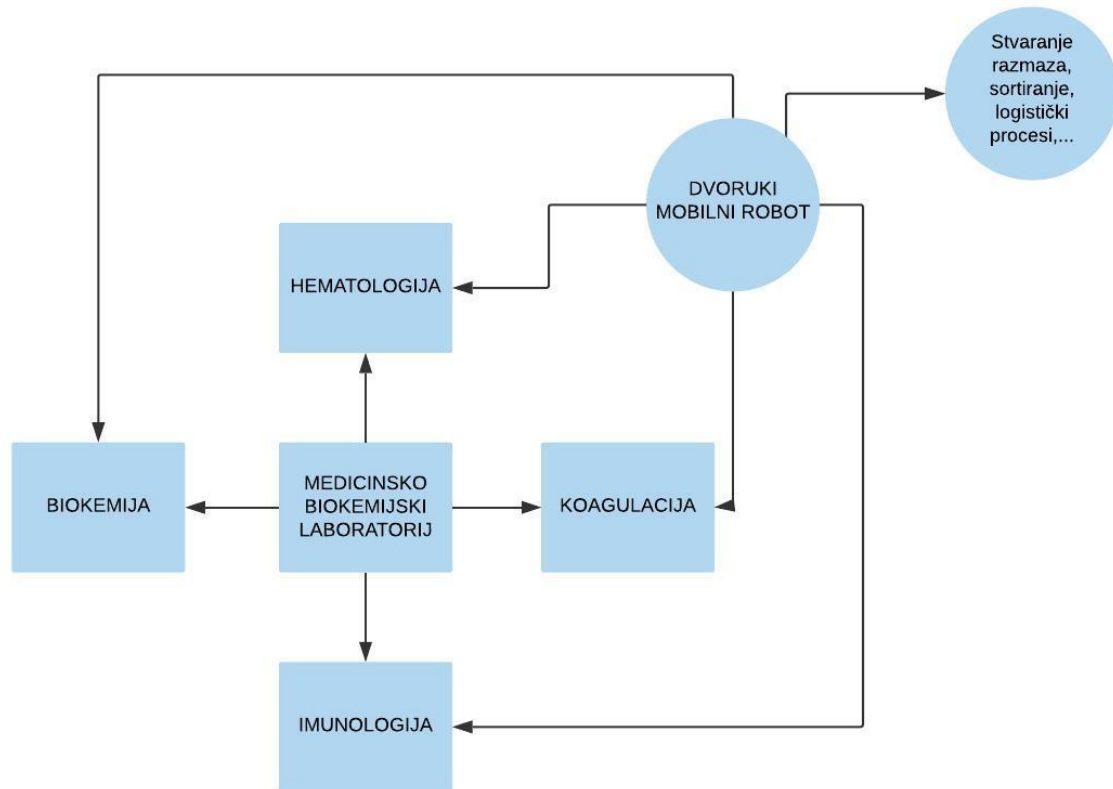 Stvaranje
razmaza,
sortiranje,
logistički
procesi,...
DVORUKI
MOBILNI ROBOT
HEMATOLOGIJA
BIOKEMIJA
MEDICINSKO
BIOKEMIJSKI
LABORATORIJ
KOAGULACIJA
IMUNOLOGIJA